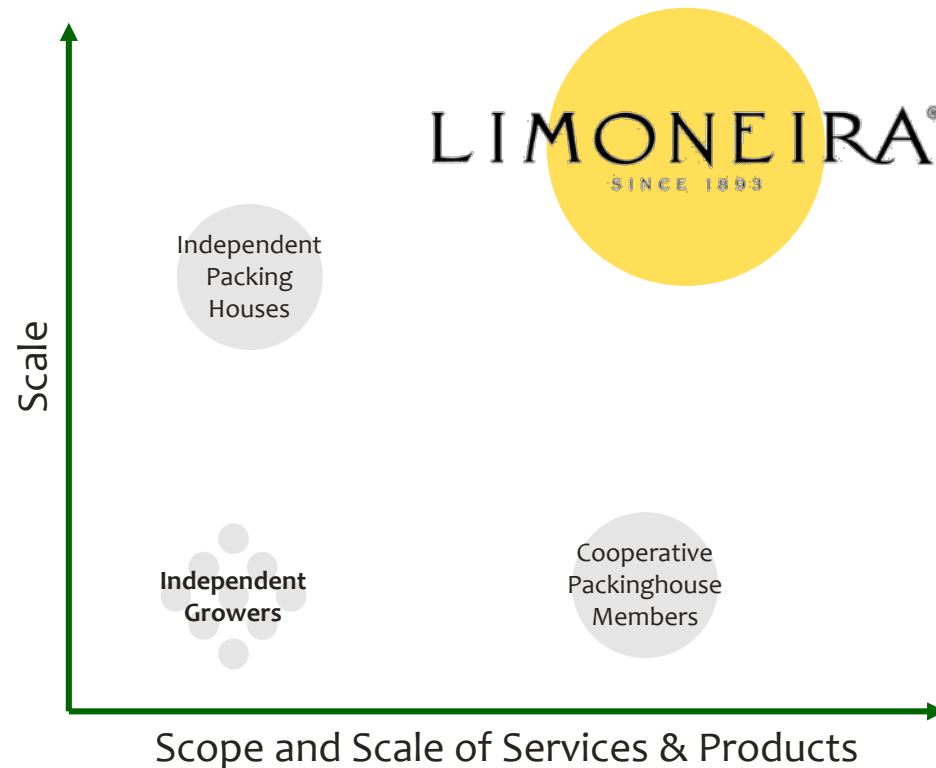 LIMONEIRA®
SINCE 1893
Independent
Packing
Houses
Scale
Independent
Growers
Cooperative
Packinghouse
Members
Scope and Scale of Services & Products